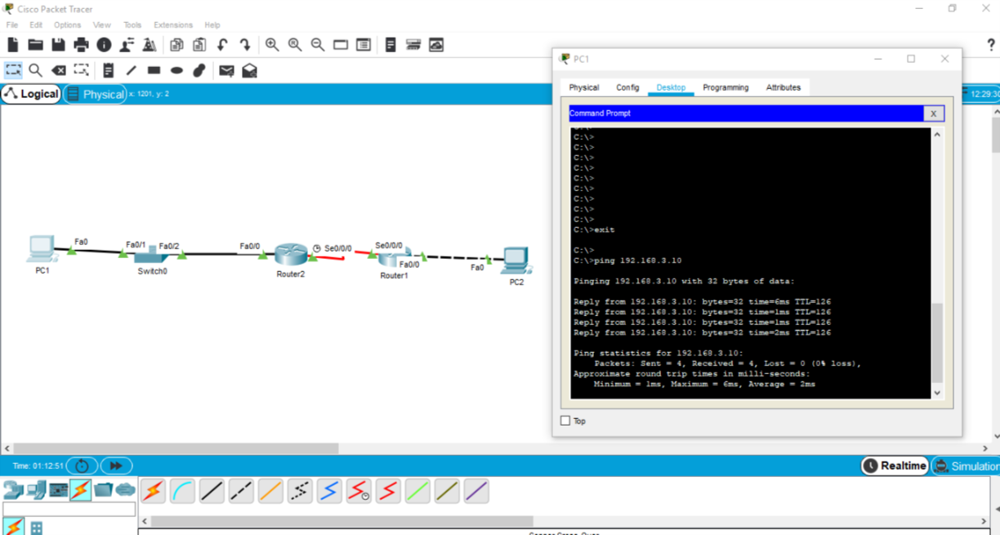 Cisco Packet Tracer
File Edit Options View Tools Extensions Help
?
Logical
Physical
x: 1201, y: 2
12:29:30
PC1
Physical Config Desktop Programming Attributes
Command Prompt
X
C:\>
C:\>
C:\>
C:\>
C:\>
C:\>
C:\>
C:\>
C:\>
C:\>exit
C:\>
C:\>ping 192.168.3.10
Pinging 192.168.3.10 with 32 bytes of data:
Reply from 192.168.3.10: bytes=32 time=6ms TTL=126
Reply from 192.168.3.10: bytes=32 time=1ms TTL=126
Reply from 192.168.3.10: bytes=32 time=1ms TTL=126
Reply from 192.168.3.10: bytes=32 time=2ms TTL=126
Ping statistics for 192.168.3.10:
Packets: Sent = 4, Received = 4, Lost = 0 (0% loss),
Approximate round trip times in milli-seconds:
Minimum = 1ms, Maximum = 6ms, Average = 2ms
Top
Fa0 Fa0/1 Fa0/2 Fa0/0 Se0/0/0 Se0/0/0 Fa0/0 Fa0
PC1 Switch0 Router2 Router1 PC2
Time: 01:12:51
Realtime
Simulation